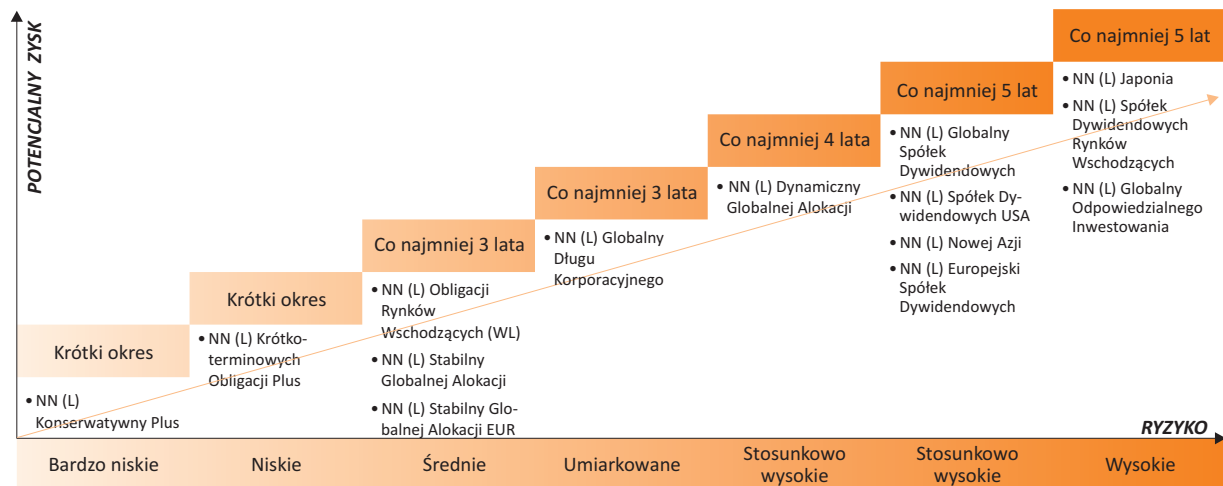 POTENCJALNY ZYSK
Krótki okres
• NN (L)
Konserwatywny Plus
Krótki okres
• NN (L) Krótko-
terminowych
Obligacji Plus
Co najmniej 3 lata
• NN (L) Obligacji
Rynków
Wschodzących (WL)
• NN (L) Stabilny
Globalnej Alokacji
• NN (L) Stabilny Glo-
balnej Alokacji EUR
Co najmniej 3 lata
• NN (L) Globalny
Długu
Korporacyjnego
Co najmniej 4 lata
• NN (L) Dynamiczny
Globalnej Alokacji
Co najmniej 5 lat
• NN (L) Globalny
Spółek
Dywidendowych
• NN (L) Spółek Dy-
widendowych USA
• NN (L) Nowej Azji
• NN (L) Europejski
Spółek
Dywidendowych
Co najmniej 5 lat
• NN (L) Japonia
• NN (L) Spółek
Dywidendowych
Rynków
Wschodzących
• NN (L) Globalny
Odpowiedzialnego
Inwestowania
RYZYKO
Bardzo niskie
Niskie
Średnie
Umiarkowane
Stosunkowo
wysokie
Stosunkowo
wysokie
Wysokie